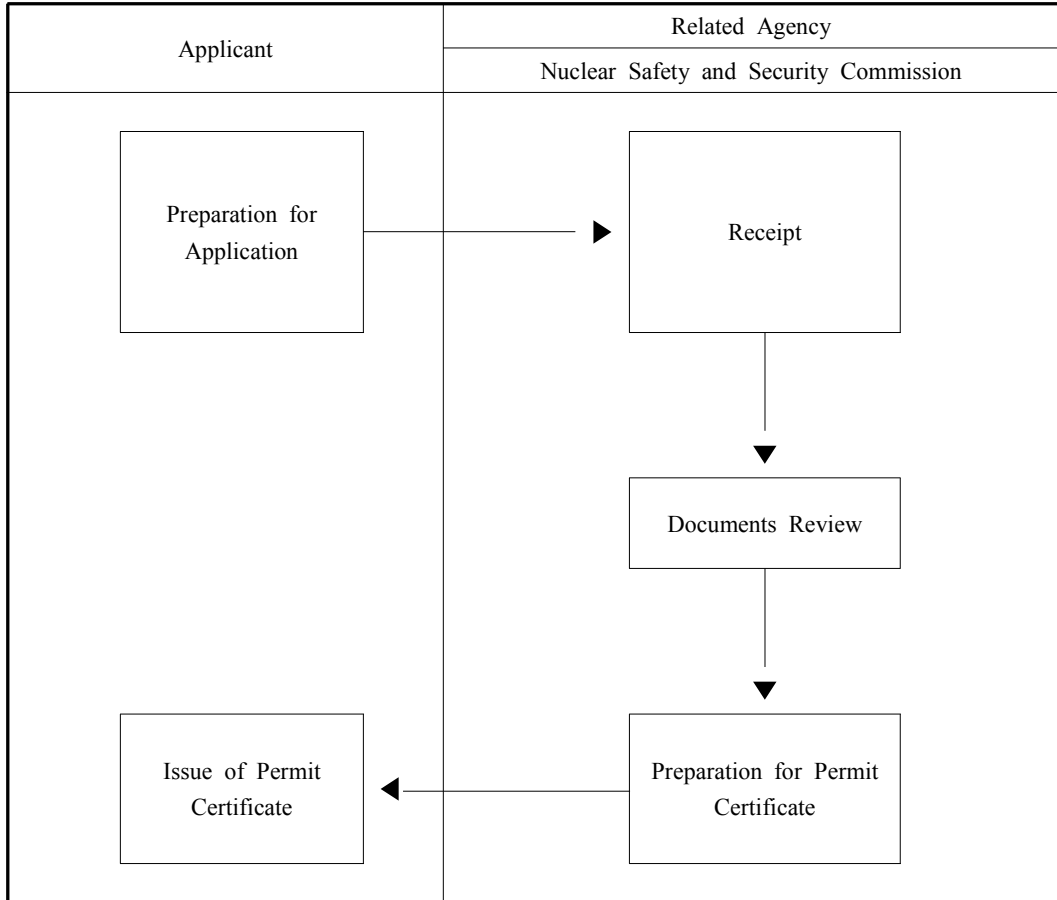 Applicant
Related Agency
Nuclear Safety and Security Commission
Preparation for
Application
Receipt
Documents Review
Preparation for Permit
Certificate
Issue of Permit
Certificate